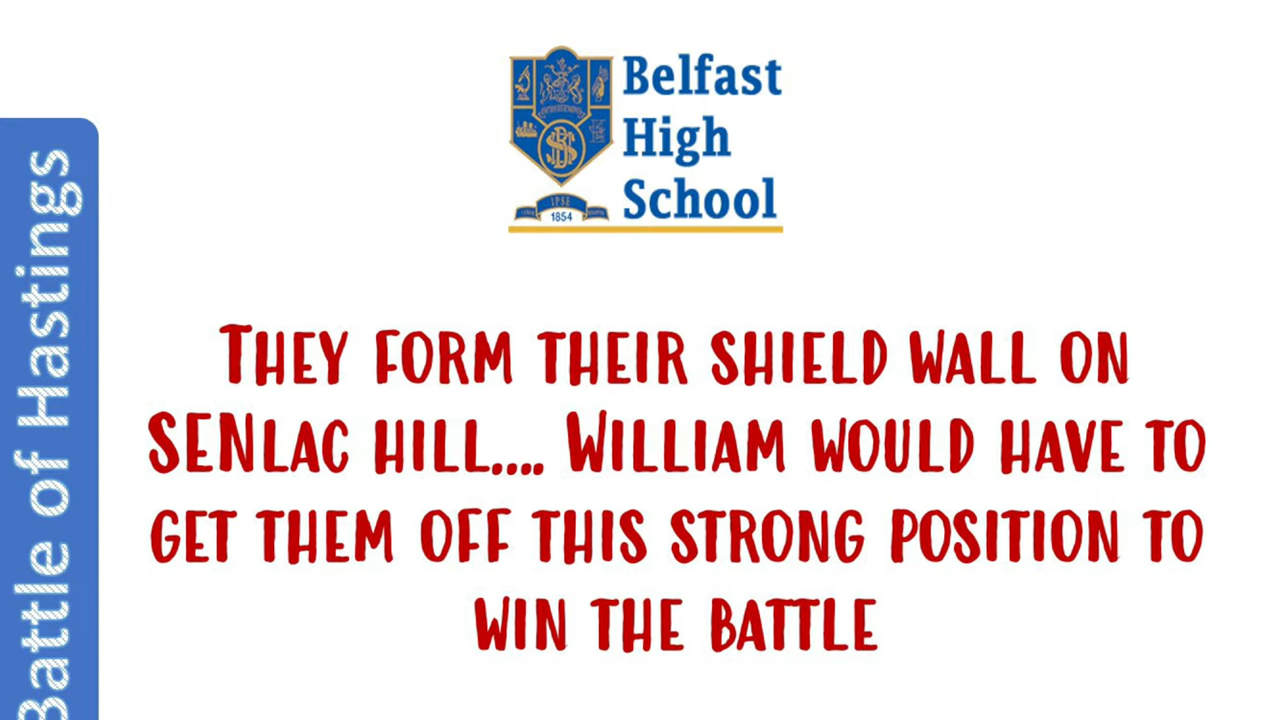 Belfast
High
School
IPSE
1854
Battle of Hastings
THEY FORM THEIR SHIELD WALL ON
SENLAC HILL.... WILLIAM WOULD HAVE TO
GET THEM OFF THIS STRONG POSITION TO
WIN THE BATTLE